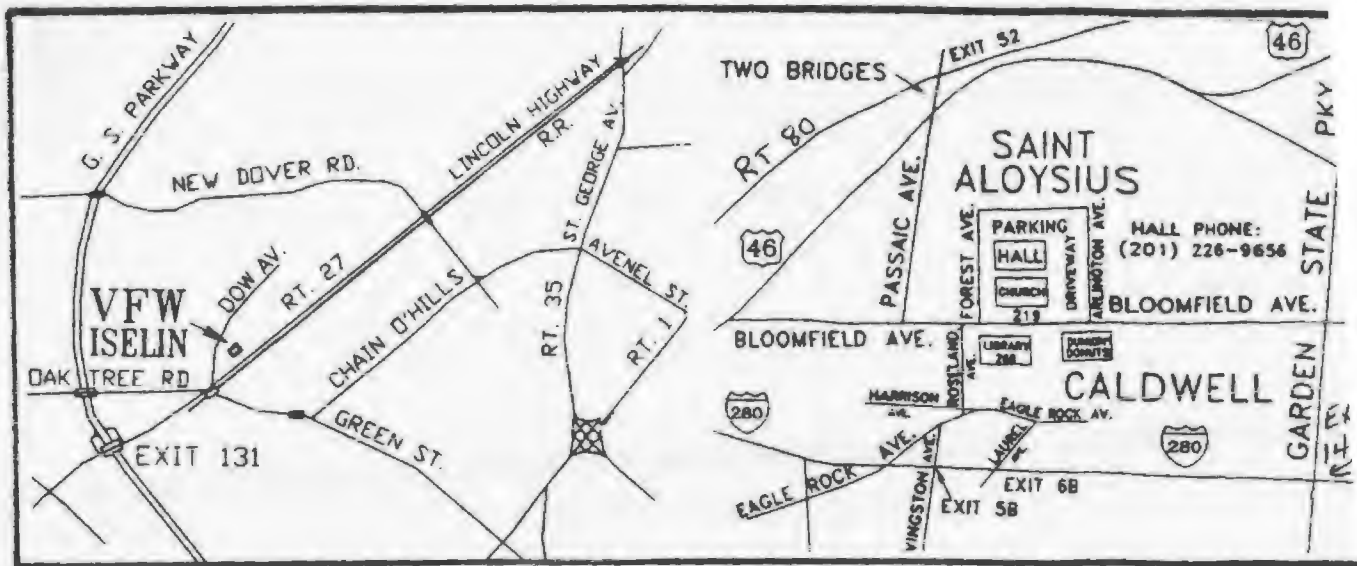 G. S. PARKWAY
NEW DOVER RD.
LINCOLN HIGHWAY
R.R.
ST. GEORGE AV.
DOW AV.
RT. 27
VFW
ISELIN
CHAIN O'HILLS
AVENEL ST.
RT. 35
RT. 1
OAK TREE RD
GREEN ST.
EXIT 131
EXIT 52
46
TWO BRIDGES
RT 80
PASSAIC AVE.
46
SAINT
ALOYSIUS
FOREST AVE.
PARKING
HALL
CHURCH
219
DRIVEWAY
ARLINGTON AVE.
HALL PHONE:
(201) 226-9656
GARDEN STATE PKY
BLOOMFIELD AVE.
BLOOMFIELD AVE.
ROSELAND
AVE.
LIBRARY
268
DUNKIN
DONUTS
CALDWELL
HARRISON
AVE.
EAGLE ROCK AV.
280
280
EAGLE ROCK AVE.
VINGSTON AVE.
LAUREL
AVE.
EXIT 6B
EXIT 5B
EX
14